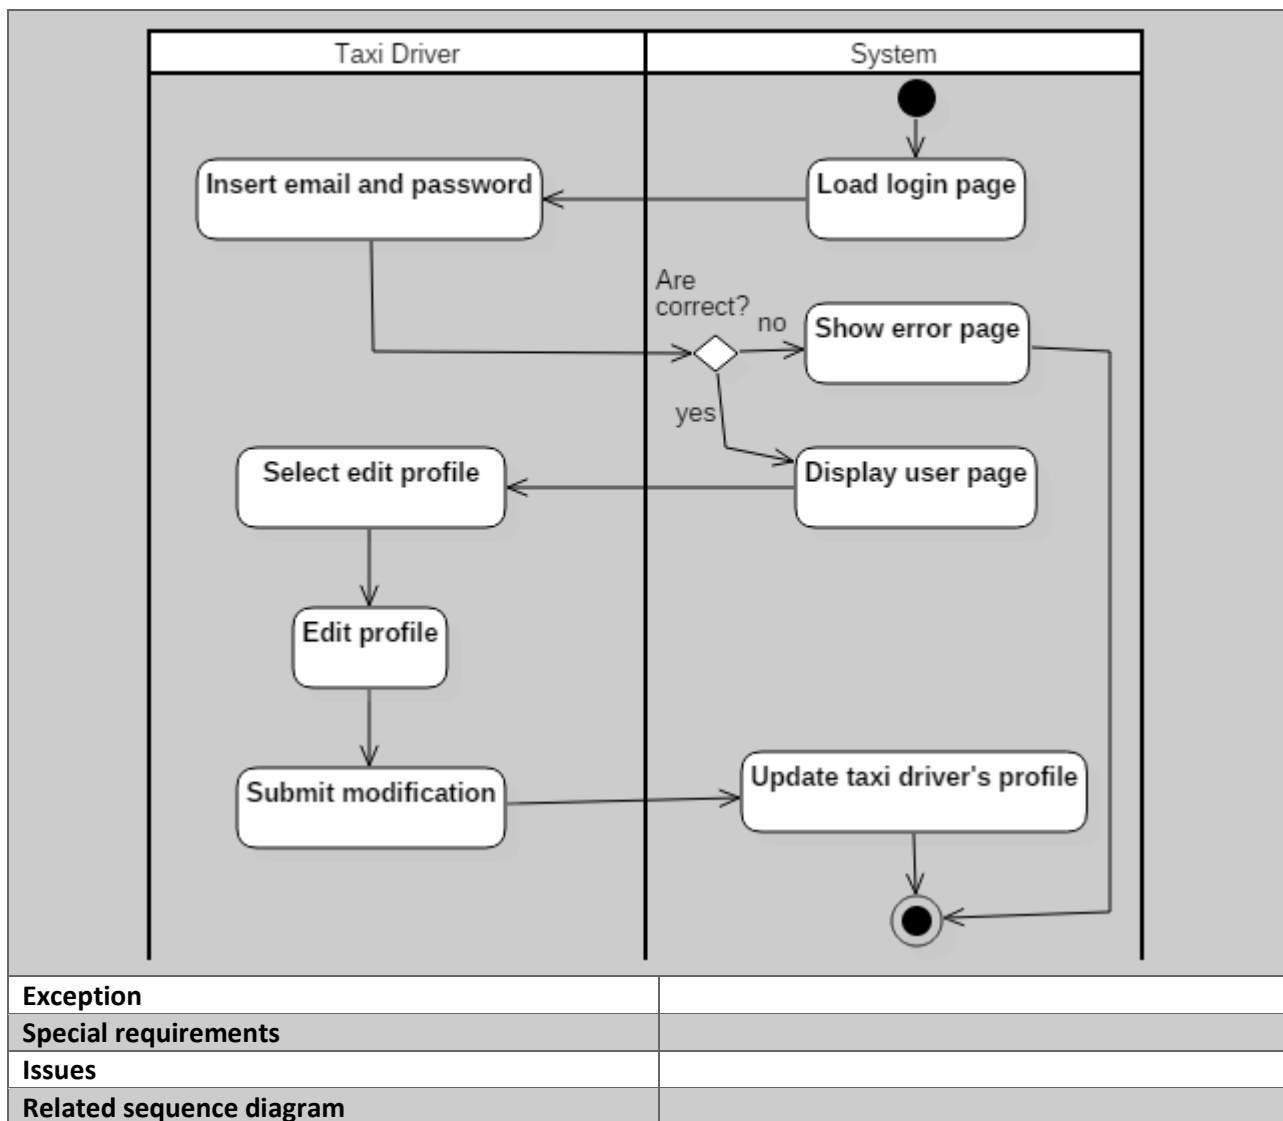 Taxi Driver
System
Insert email and password
Load login page
Are
correct?
no
Show error page
yes
Select edit profile
Display user page
Edit profile
Submit modification
Update taxi driver's profile
Exception
Special requirements
Issues
Related sequence diagram